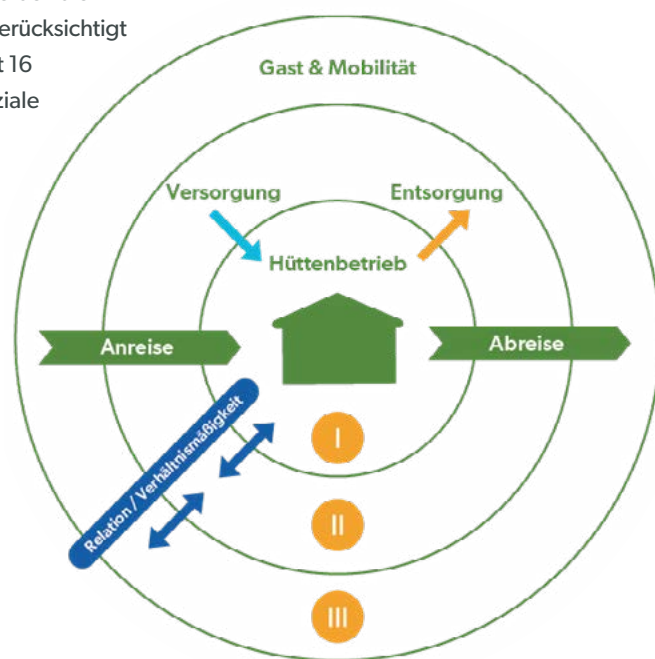 erücksichtigt
t 16
ziale
Gast & Mobilität
Versorgung
Entsorgung
Hüttenbetrieb
Anreise
Abreise
Relation / Verhältnismäßigkeit
I
II
III